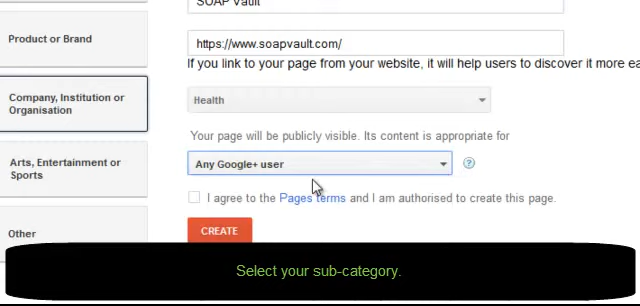 SOAP Vault
Product or Brand
https://www.soapvault.com/
If you link to your page from your website, it will help users to discover it more ea
Company, Institution or
Organisation
Health
Your page will be publicly visible. Its content is appropriate for
Arts, Entertainment or
Sports
Any Google+ user
I agree to the Pages terms and I am authorised to create this page.
Other
CREATE
Select your sub-category.